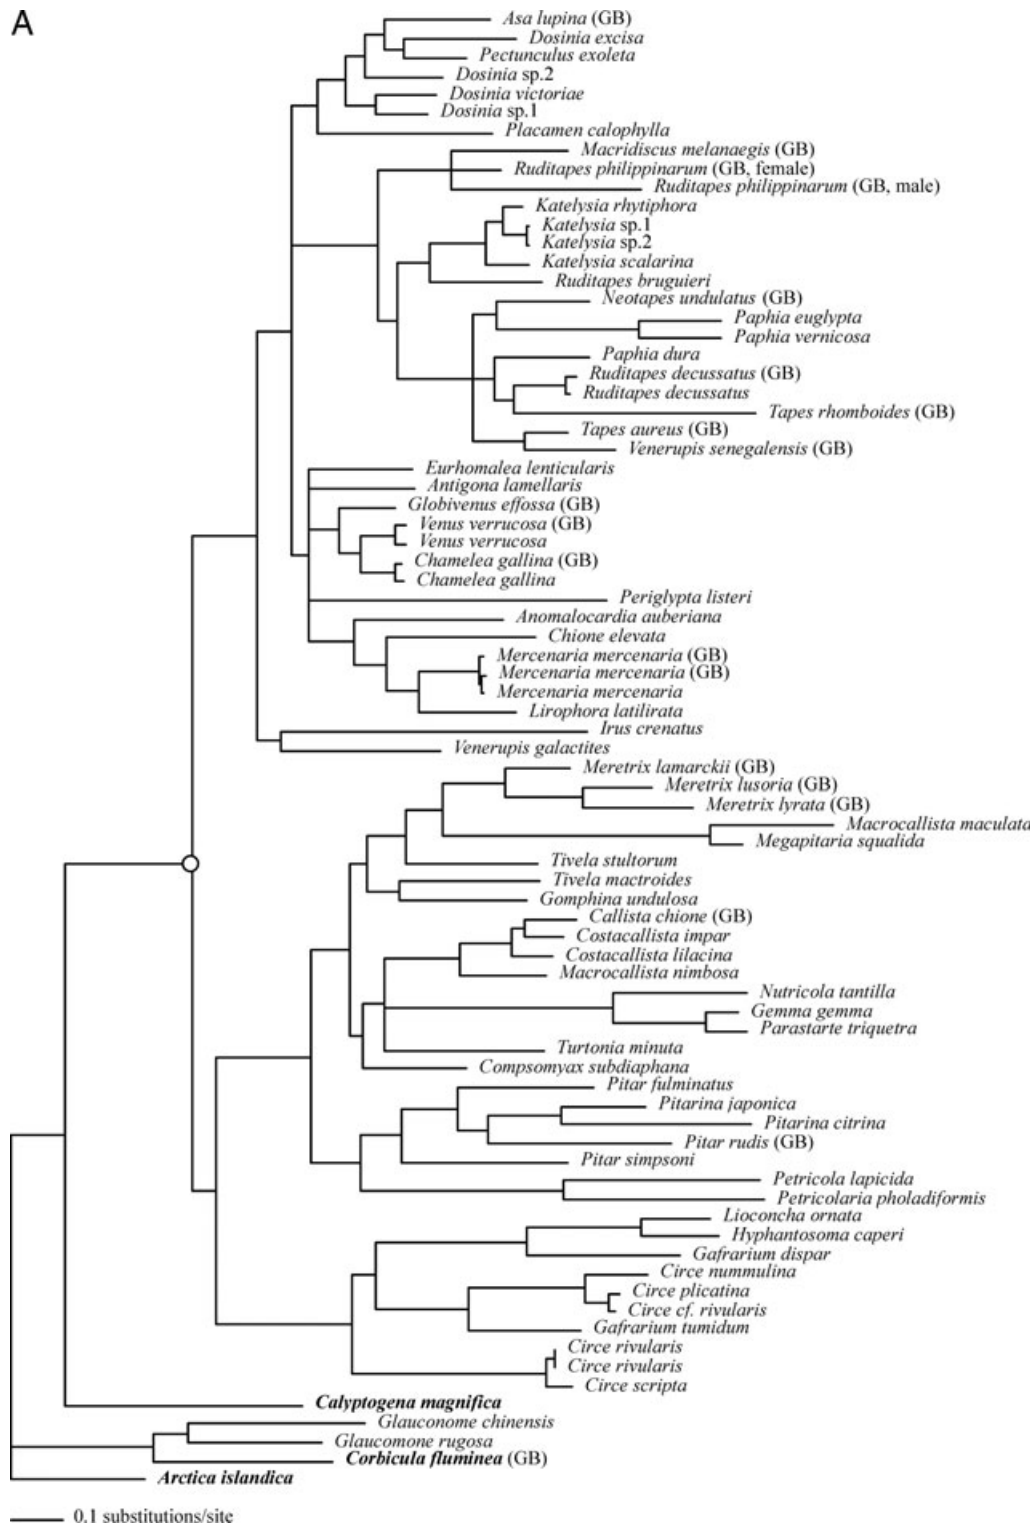 A
Asa lupina (GB)
Dosinia excisa
Pectunculus exoleta
Dosinia sp.2
Dosinia victoriae
Dosinia sp.1
Placamen calophylla
Macridiscus melanaegis (GB)
Ruditapes philippinarum (GB, female)
Ruditapes philippinarum (GB, male)
Katelysia rhytiphora
Katelysia sp.1
Katelysia sp.2
Katelysia scalarina
Ruditapes bruguieri
Neotapes undulatus (GB)
Paphia euglypta
Paphia vernicosa
Paphia dura
Ruditapes decussatus (GB)
Ruditapes decussatus
Tapes rhomboides (GB)
Tapes aureus (GB)
Venerupis senegalensis (GB)
Eurhomalea lenticularis
Antigona lamellaris
Globivenus effossa (GB)
Venus verrucosa (GB)
Venus verrucosa
Chamelea gallina (GB)
Chamelea gallina
Periglypta listeri
Anomalocardia auberiana
Chione elevata
Mercenaria mercenaria (GB)
Mercenaria mercenaria (GB)
Mercenaria mercenaria
Lirophora latilirata
Irus crenatus
Venerupis galactites
Meretrix lamarckii (GB)
Meretrix lusoria (GB)
Meretrix lyrata (GB)
Macrocallista maculata
Megapitaria squalida
Tivela stultorum
Tivela mactroides
Gomphina undulosa
Callista chione (GB)
Costacallista impar
Costacallista lilacina
Macrocallista nimbosa
Nutricola tantilla
Gemma gemma
Parastarte triquetra
Turtonia minuta
Compsomyax subdiaphana
Pitar fulminatus
Pitarina japonica
Pitarina citrina
Pitar rudis (GB)
Pitar simpsoni
Petricola lapicida
Petricolaria pholadiformis
Lioconcha ornata
Hyphantosoma caperi
Gafrarium dispar
Circe nummulina
Circe plicatina
Circe cf. rivularis
Gafrarium tumidum
Circe rivularis
Circe rivularis
Circe scripta
Calyptogena magnifica
Glauconome chinensis
Glaucomone rugosa
Corbicula fluminea (GB)
Arctica islandica
0.1 substitutions/site